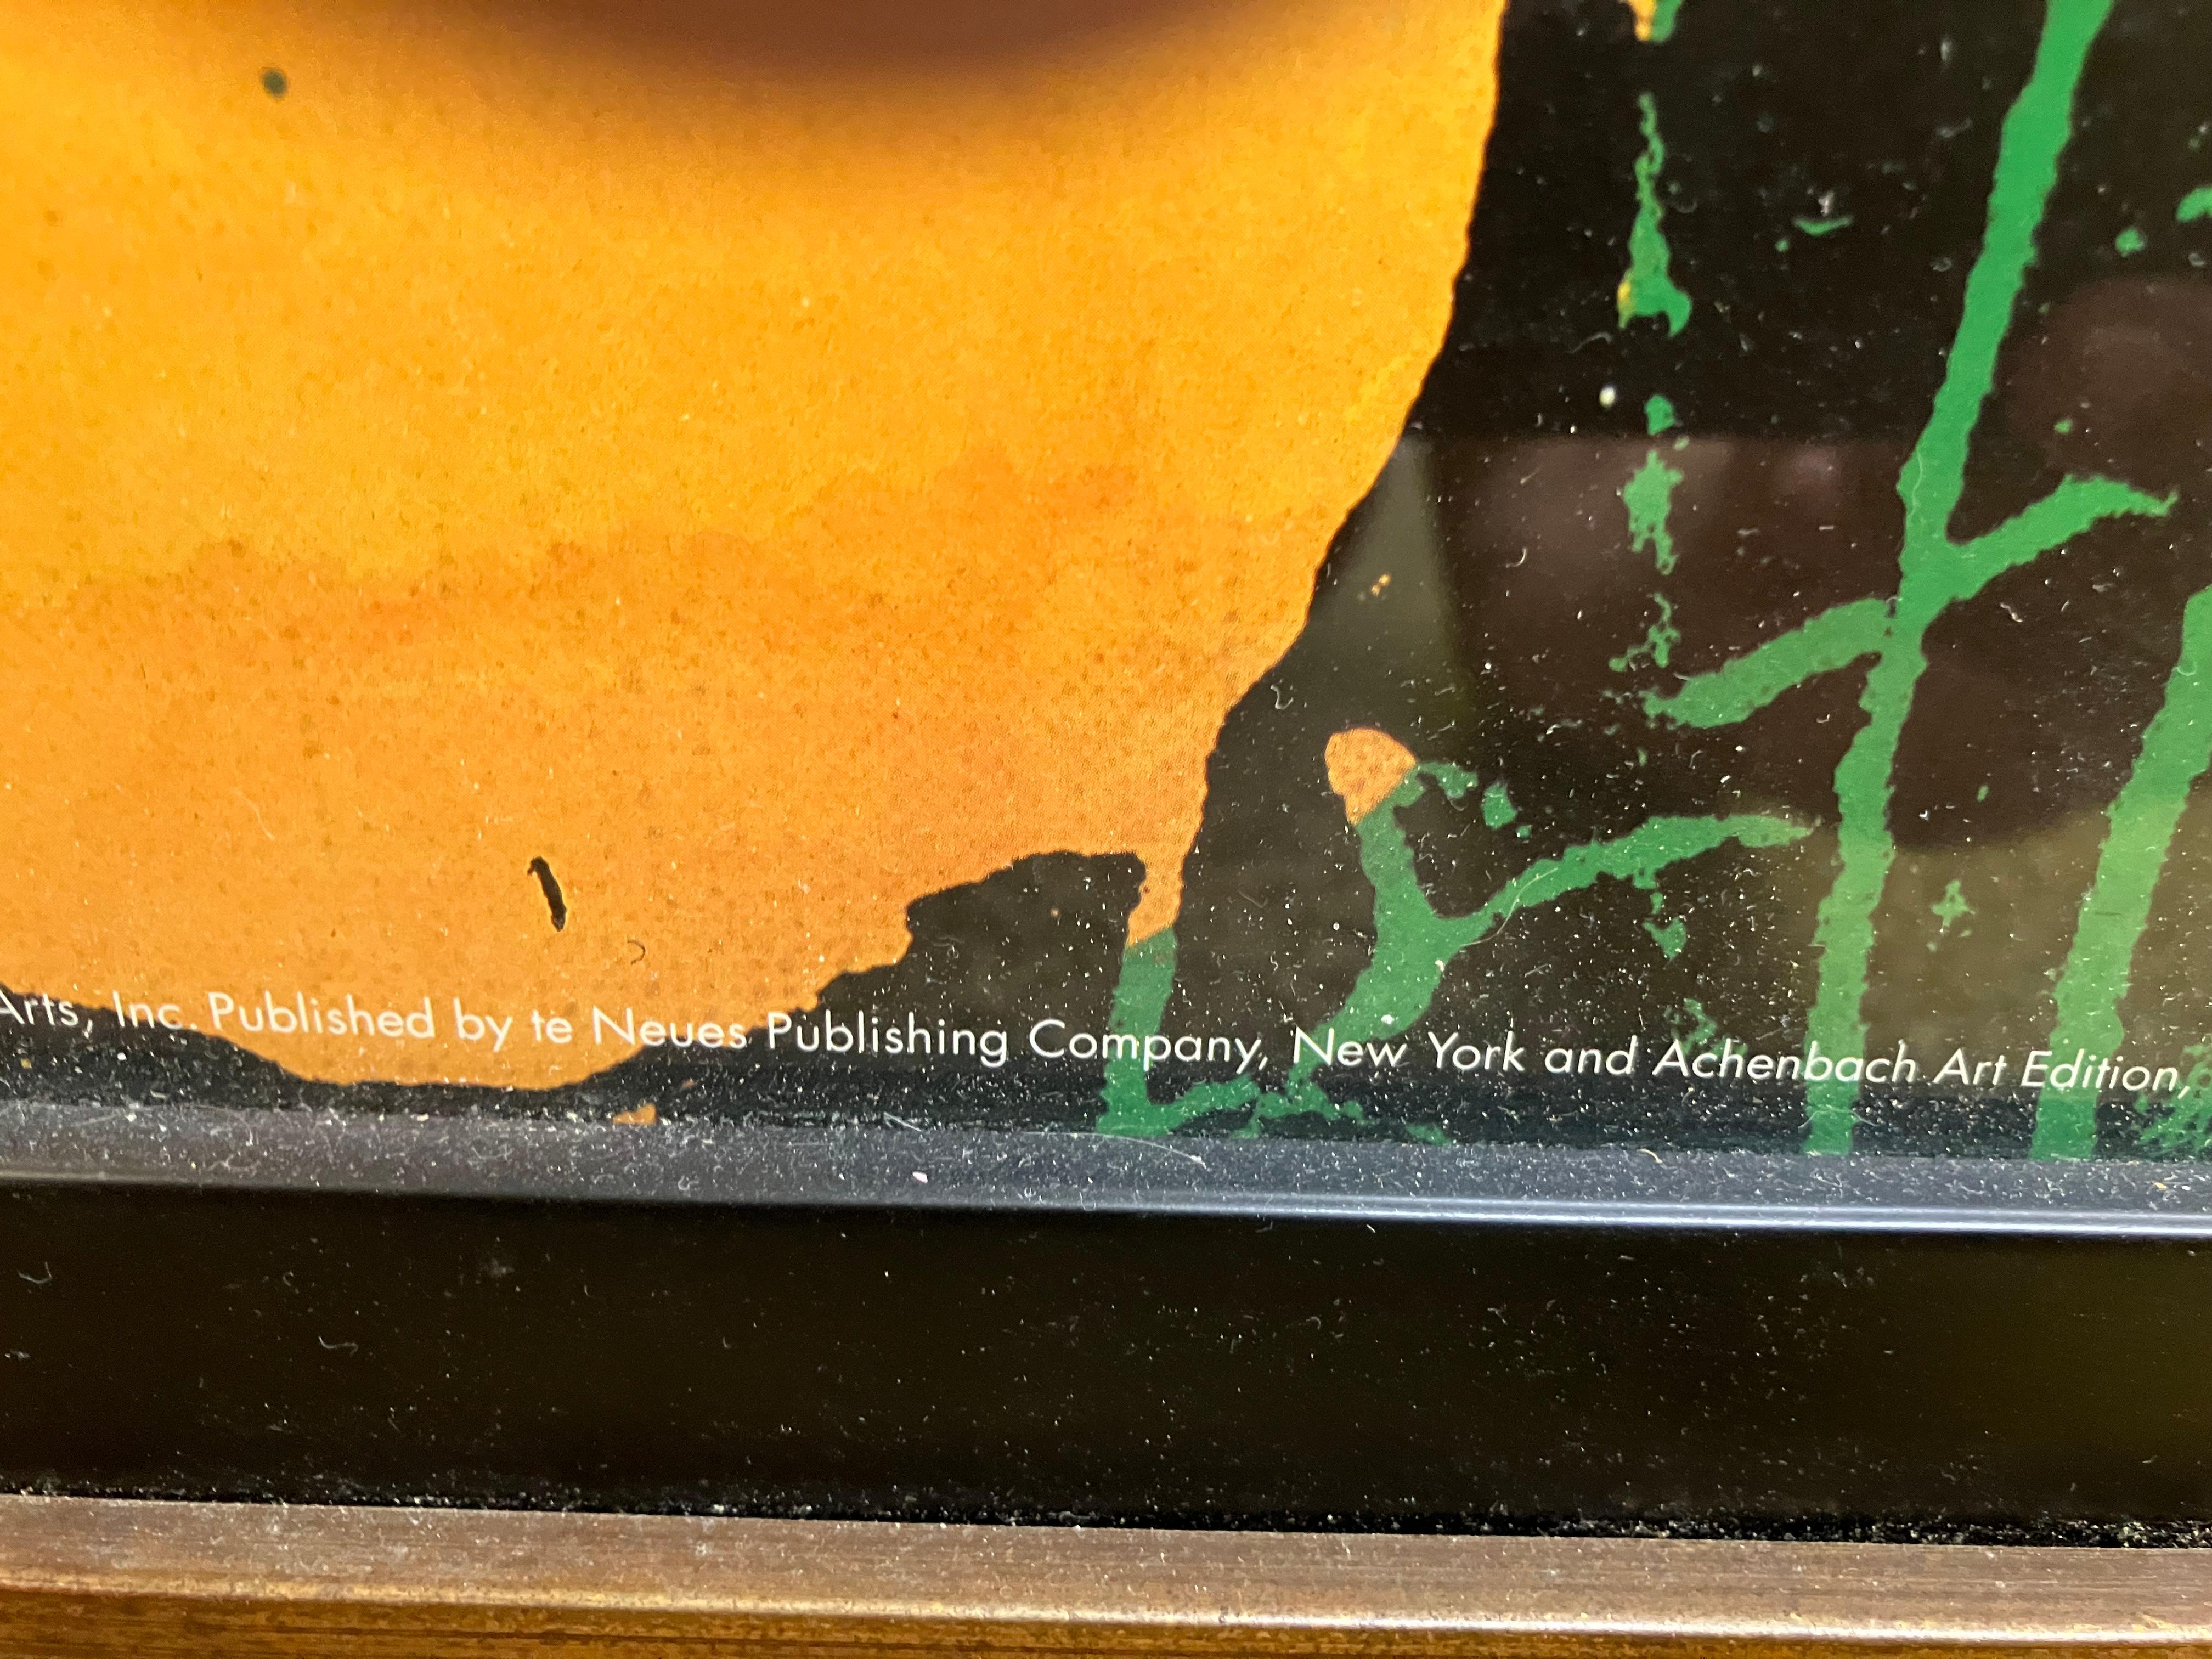 Arts, Inc. Published by te Neues Publishing Company, New York and Achenbach Art Edition,